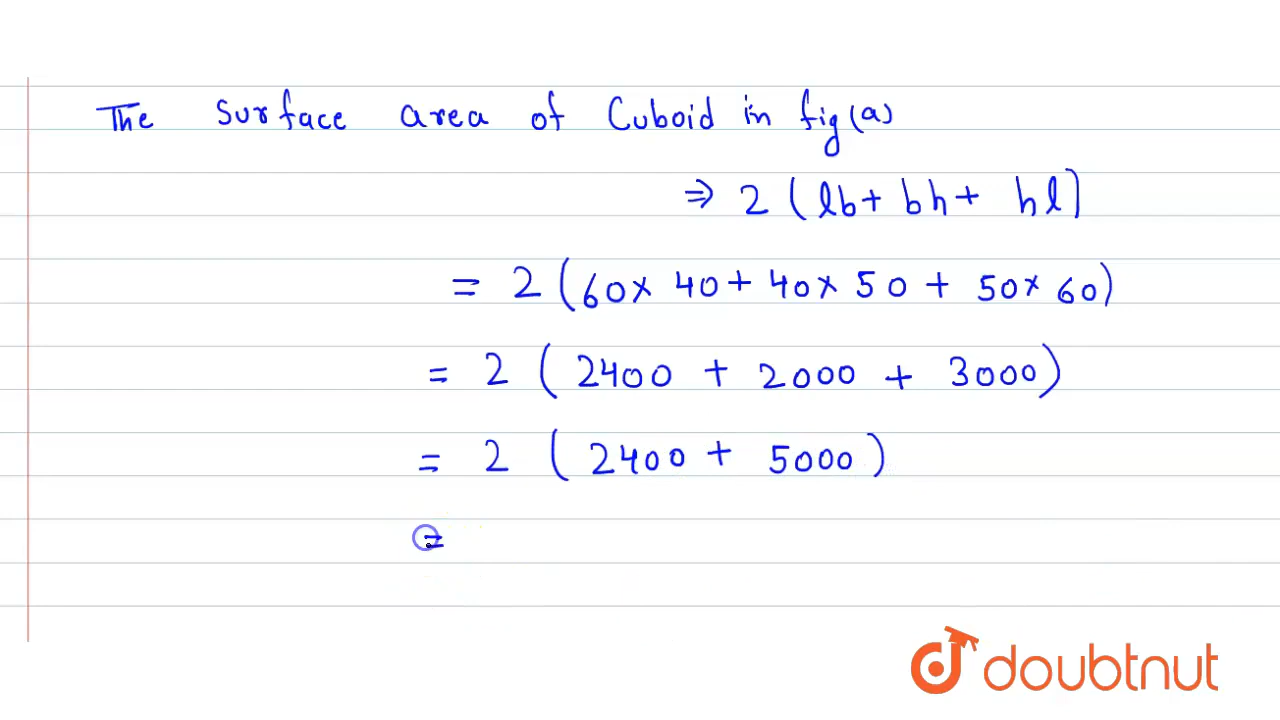 The surface area of Cuboid in fig(a)
⇒ 2 (lb + bh + hl)
= 2 (60 × 40 + 40 × 50 + 50 × 60)
= 2 ( 2400 + 2000 + 3000 )
= 2 ( 2400 + 5000 )
=
doubtnut